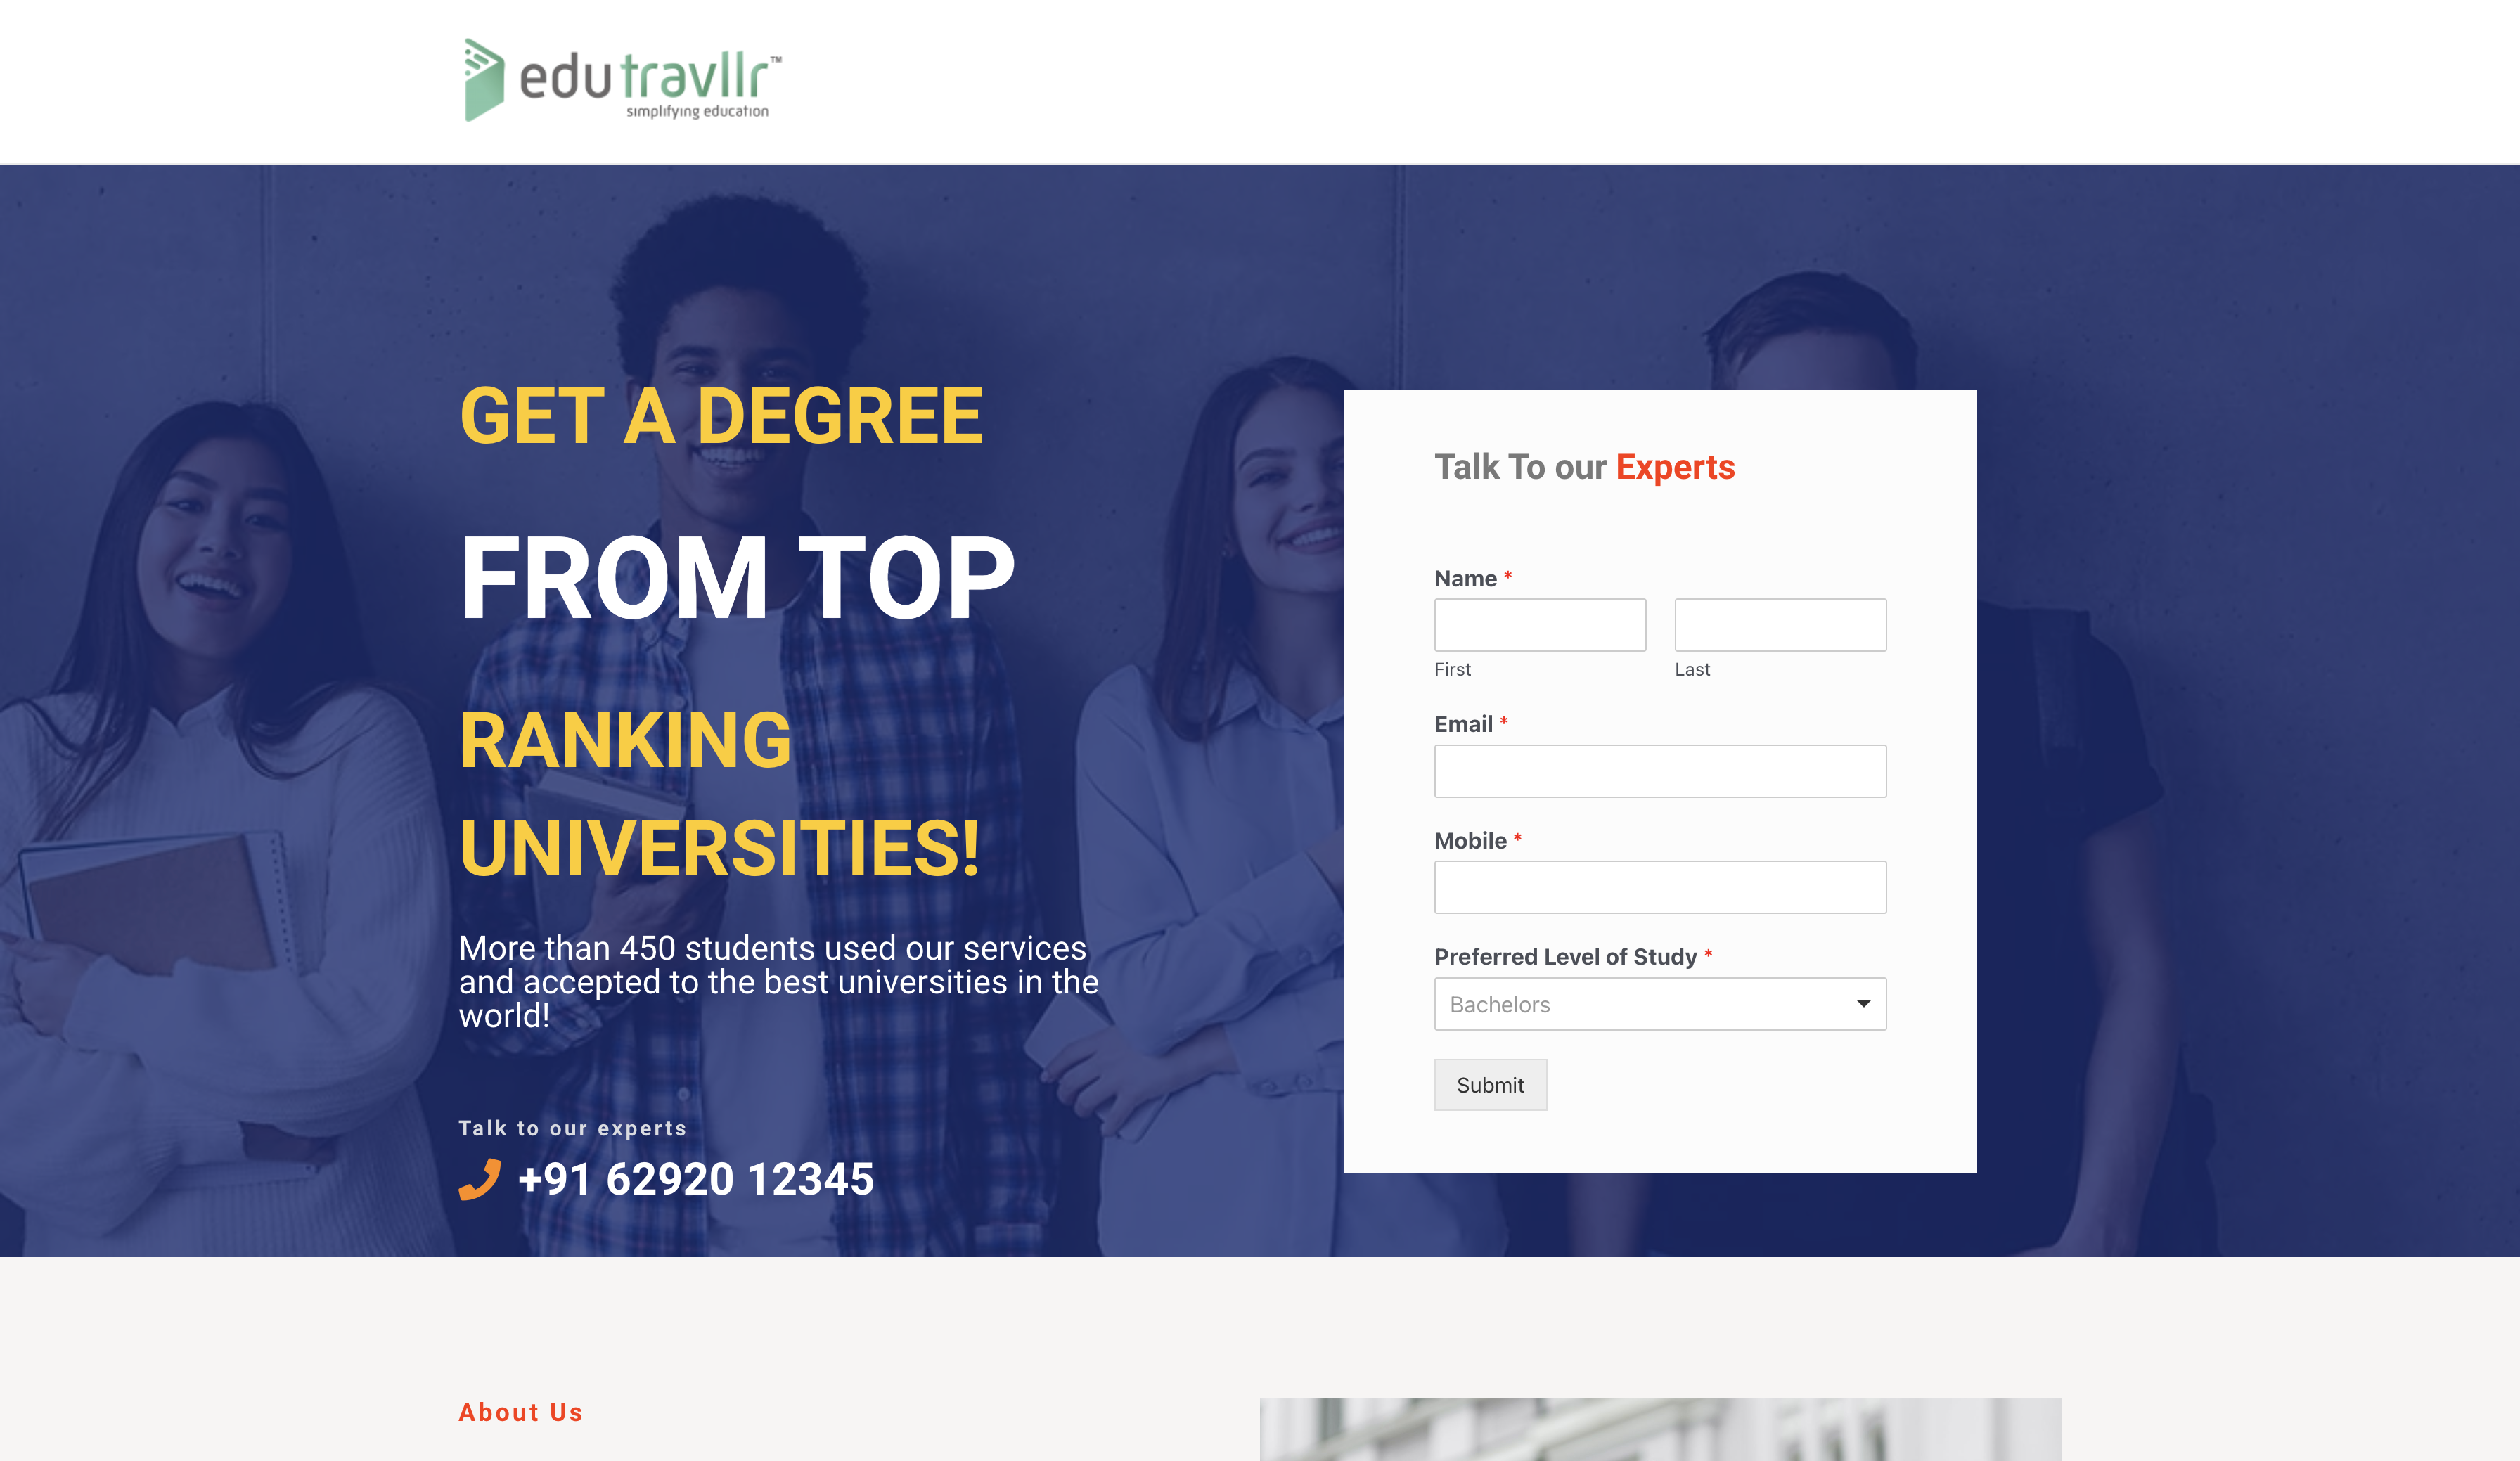 edutravllr™
simplifying education
GET A DEGREE
FROM TOP
RANKING
UNIVERSITIES!
More than 450 students used our services
and accepted to the best universities in the
world!
Talk to our experts
+91 62920 12345
Talk To our Experts
Name *
First Last
Email *
Mobile *
Preferred Level of Study *
Bachelors
Submit
About Us